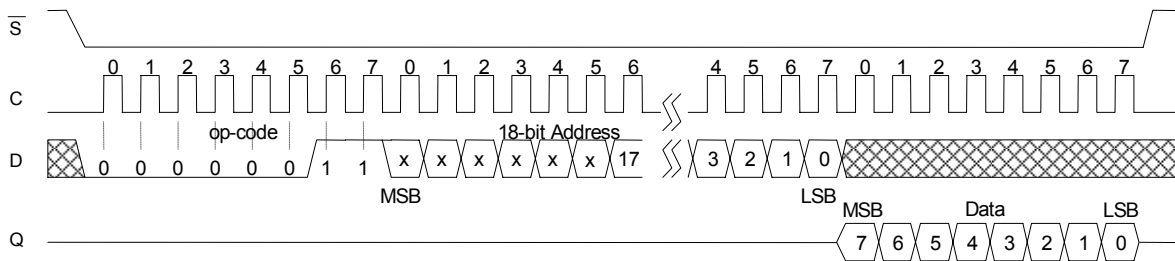 S
0 1 2 3 4 5 6 7 0 1 2 3 4 5 6 4 5 6 7 0 1 2 3 4 5 6 7
C
op-code 18-bit Address
D 0 0 0 0 0 0 1 1 x x x x x x 17 3 2 1 0
MSB LSB MSB Data LSB
Q 7 6 5 4 3 2 1 0